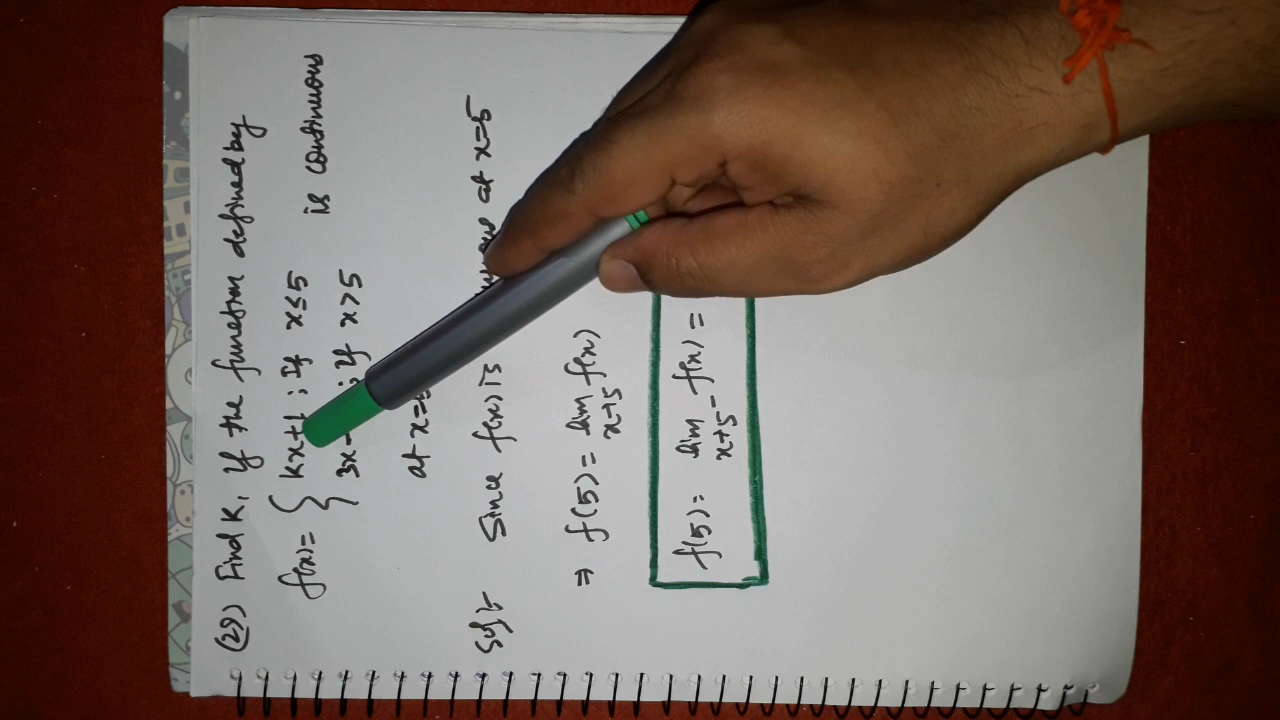 (29) Find K, If the function defined by
f(x) = { Kx+1 ; If x≤5
3x- ; If x>5 is continuous
at x=
Sol:- Since f(x) is at x=5
⇒ f(5) = lim f(x)
x→5
f(5) = lim f(x) =
x→5-